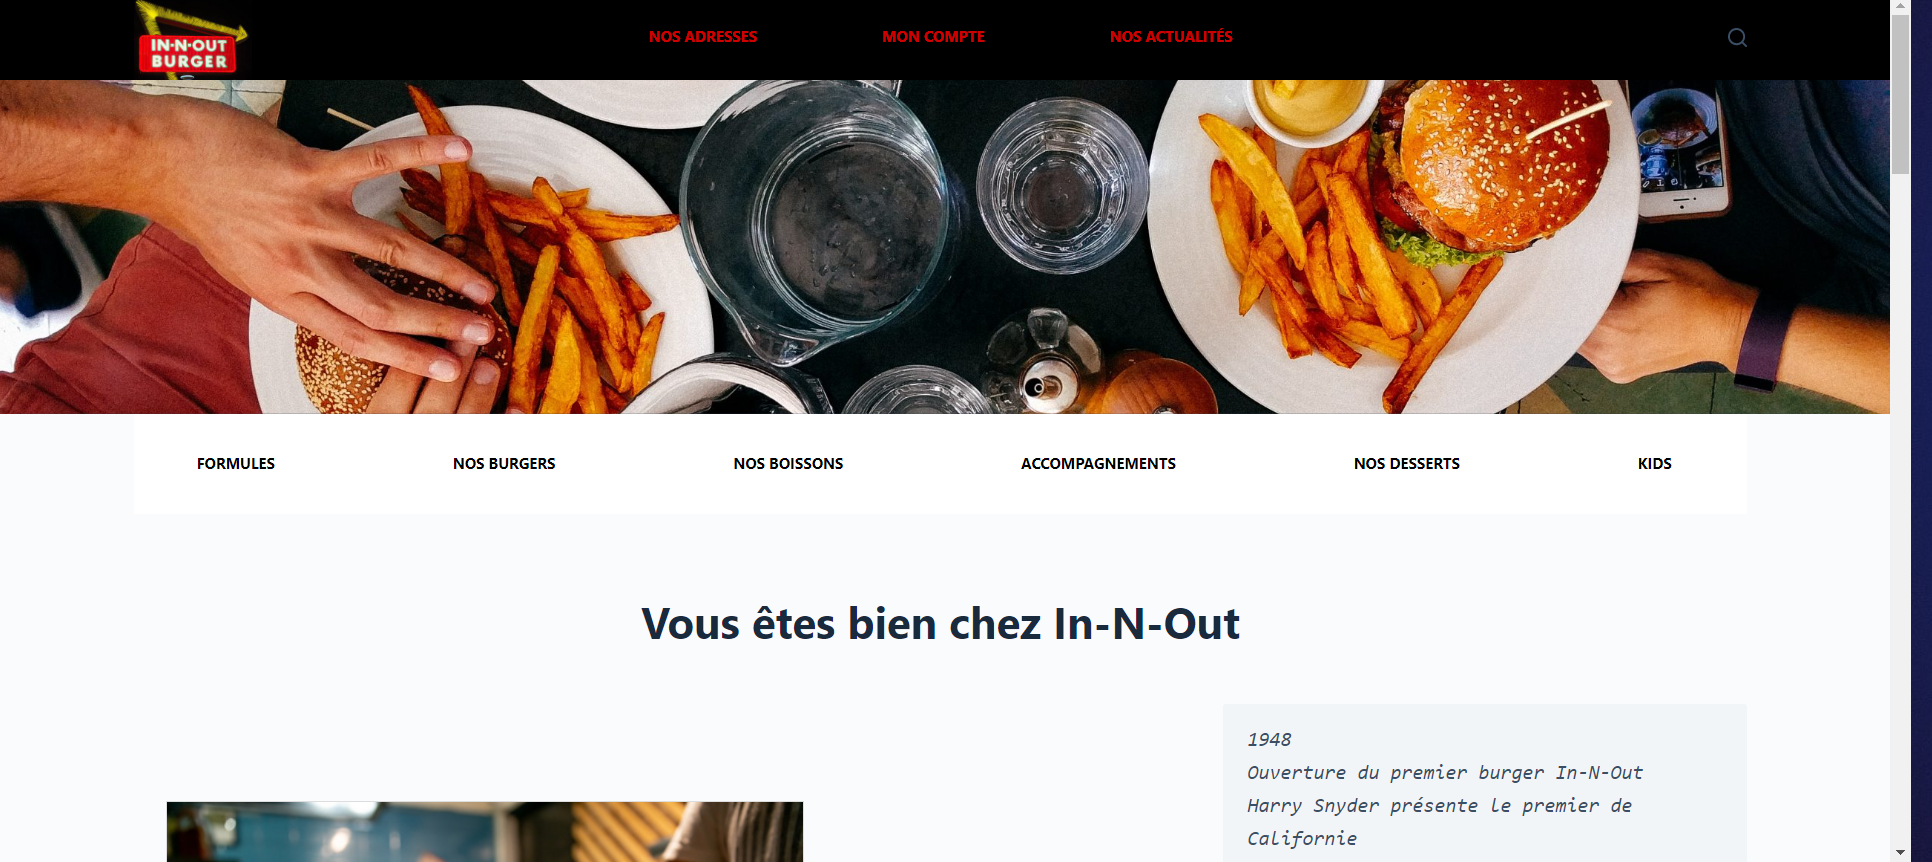 IN-N-OUT
BURGER
NOS ADRESSES
MON COMPTE
NOS ACTUALITÉS
FORMULES
NOS BURGERS
NOS BOISSONS
ACCOMPAGNEMENTS
NOS DESSERTS
KIDS
Vous êtes bien chez In-N-Out
1948
Ouverture du premier burger In-N-Out
Harry Snyder présente le premier de
Californie